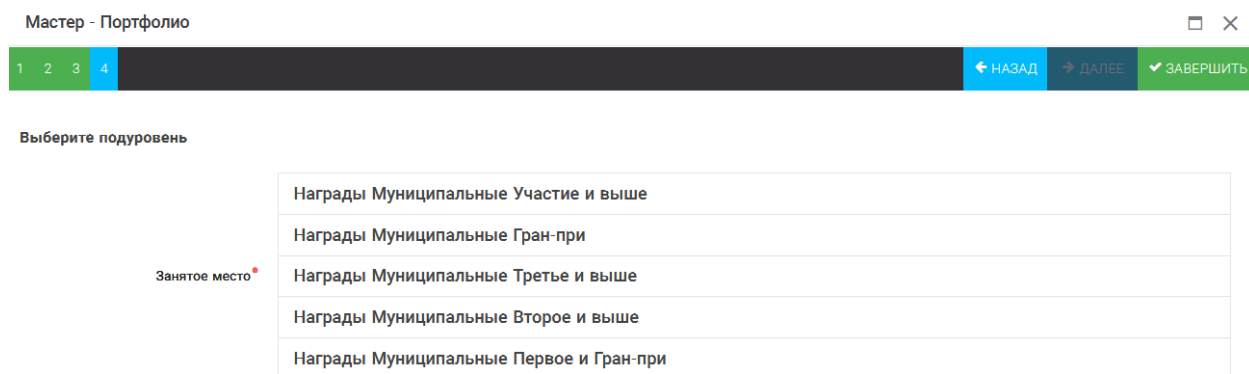 Мастер - Портфолио
1 2 3 4 НАЗАД ДАЛЕЕ ЗАВЕРШИТЬ
Выберите подуровень
Награды Муниципальные Участие и выше
Награды Муниципальные Гран-при
Занятое место
Награды Муниципальные Третье и выше
Награды Муниципальные Второе и выше
Награды Муниципальные Первое и Гран-при